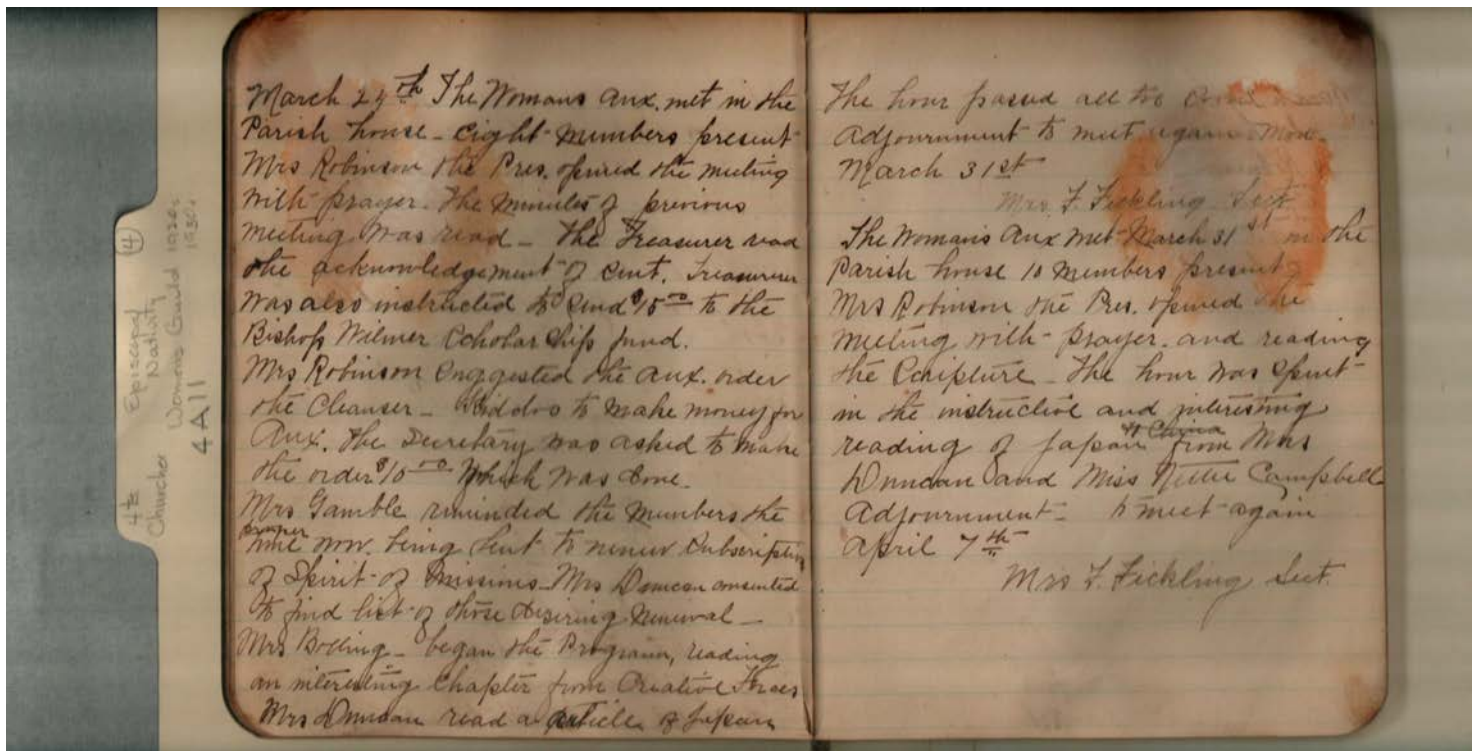 March 24th The Womans Aux. met in the
Parish house - Eight members present
Mrs Robinson the Pres. opened the meeting
with prayer - The minutes of previous
meeting was read - The Treasurer read
the acknowledgement of sent. Treasurer
was also instructed to send $15.00 to the
Bishop Wilmer Scholarship fund.
Mrs Robinson suggested the Aux. order
the Cleanser - to make money for
Aux. The Secretary was asked to make
the order $10.00 which was done.
Mrs Gamble reminded the members the
proper
time now being sent to renew subscription
of Spirit of Missions - Mrs Duncan consented
to find list of those desiring renewal -
Mrs Bolling - began the Program, reading
an interesting Chapter from Creative Forces
Mrs Duncan read a article of Japan
The hour passed all too
Adjournment to meet again Mon.
March 31st
Mrs. F. Fickling Sect.
The Womans Aux met March 31st in the
Parish house 10 members present
Mrs Robinson the Pres. opened the
meeting with prayer. and reading
the Scripture - The hour was spent
in the instructive and interesting
reading of Japan & China from Mrs
Duncan and Miss Nettie Campbell
Adjournment - to meet again
April 7th
Mrs F. Fickling Sect.
4
4th Episcopal
Nativity
Churches
Womens Guild 1920s
1930s
4A11